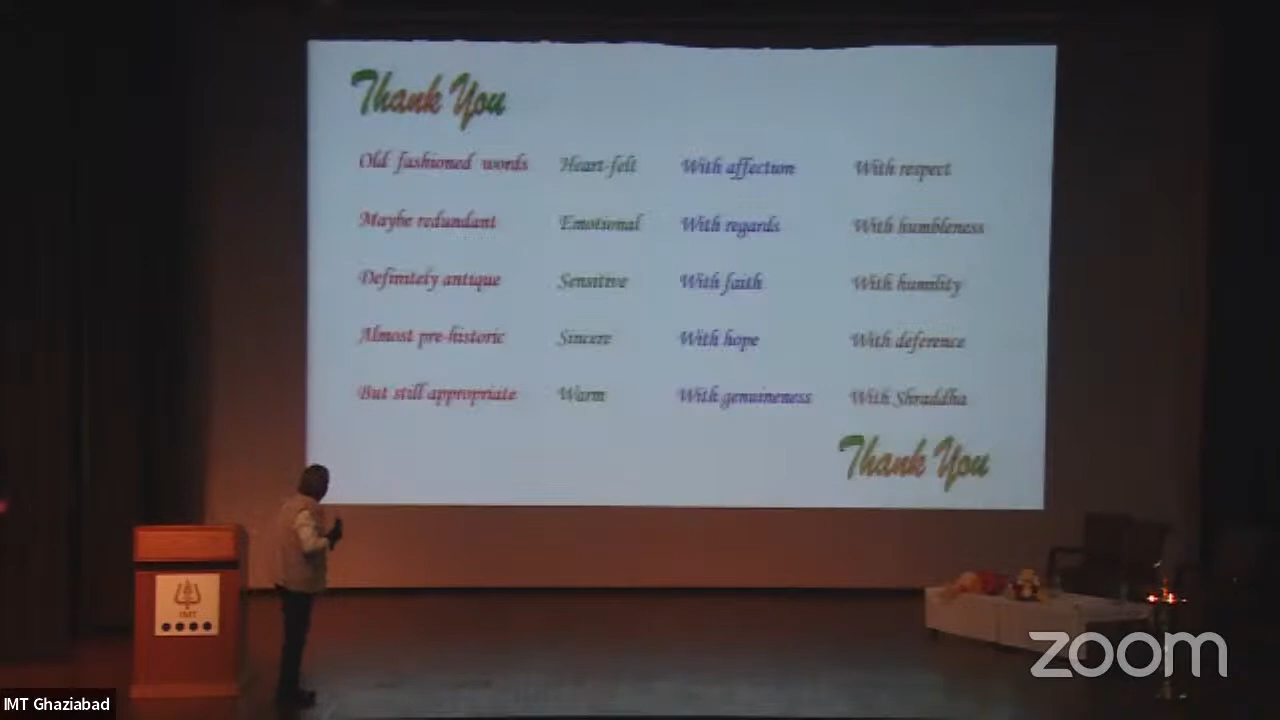 Thank You
Old fashioned words Heart-felt With affection With respect
Maybe redundant Emotional With regards With humbleness
Definitely antique Sensitive With faith With humility
Almost pre-historic Sincere With hope With deference
But still appropriate Warm With genuineness With Shraddha
Thank You
IMT
zoom
IMT Ghaziabad